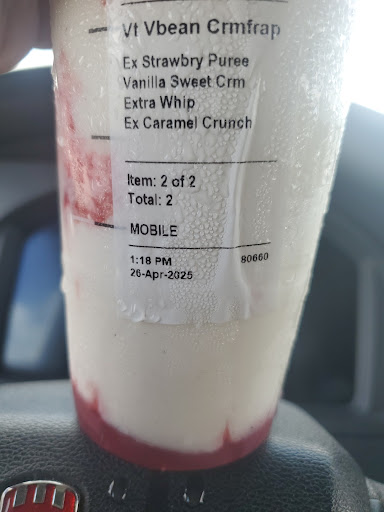 Vt Vbean Crmfrap
Ex Strawbry Puree
Vanilla Sweet Crm
Extra Whip
Ex Caramel Crunch
Item: 2 of 2
Total: 2
MOBILE
1:18 PM 80660
26-Apr-2025